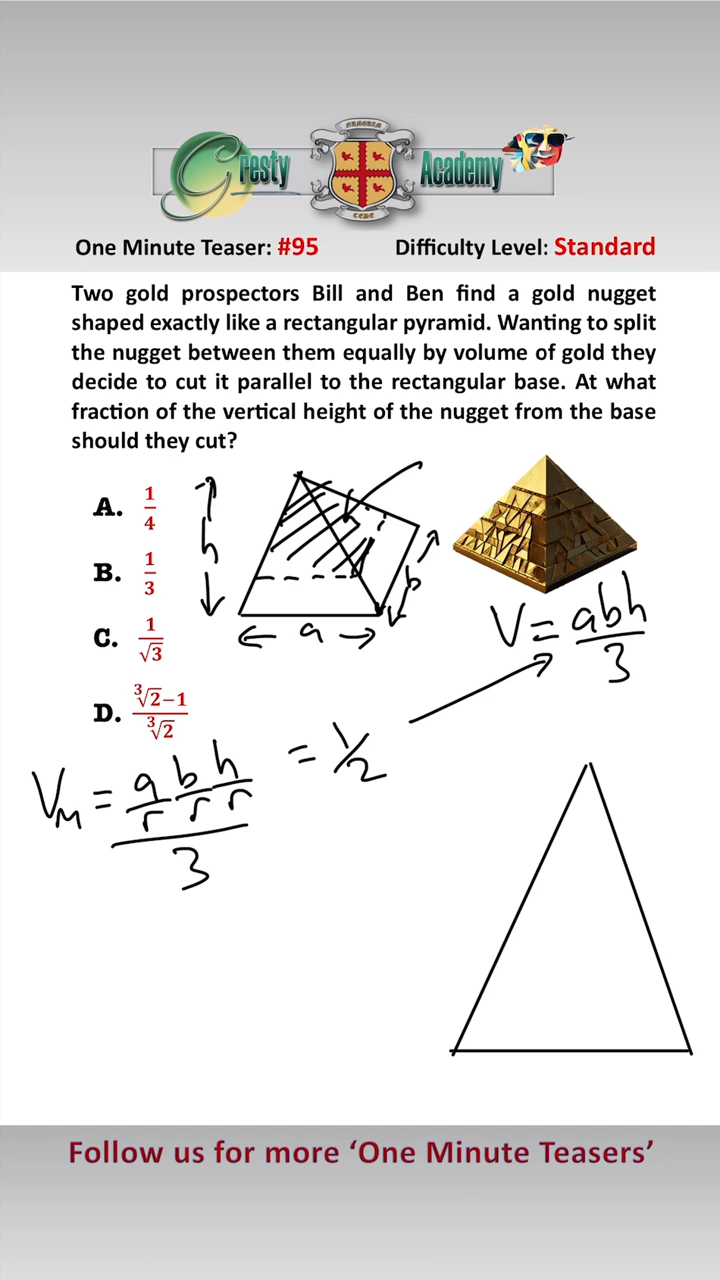 NUMQUAM
Gresty
Academy
CEDE
One Minute Teaser: #95
Difficulty Level: Standard
Two gold prospectors Bill and Ben find a gold nugget
shaped exactly like a rectangular pyramid. Wanting to split
the nugget between them equally by volume of gold they
decide to cut it parallel to the rectangular base. At what
fraction of the vertical height of the nugget from the base
should they cut?
A. 1/4
B. 1/3
C. 1/√3
D. (∛2−1)/∛2
h
a
b
V = abh/3
V_M = (a/r b/r h/r)/3 = 1/2
Follow us for more ‘One Minute Teasers’